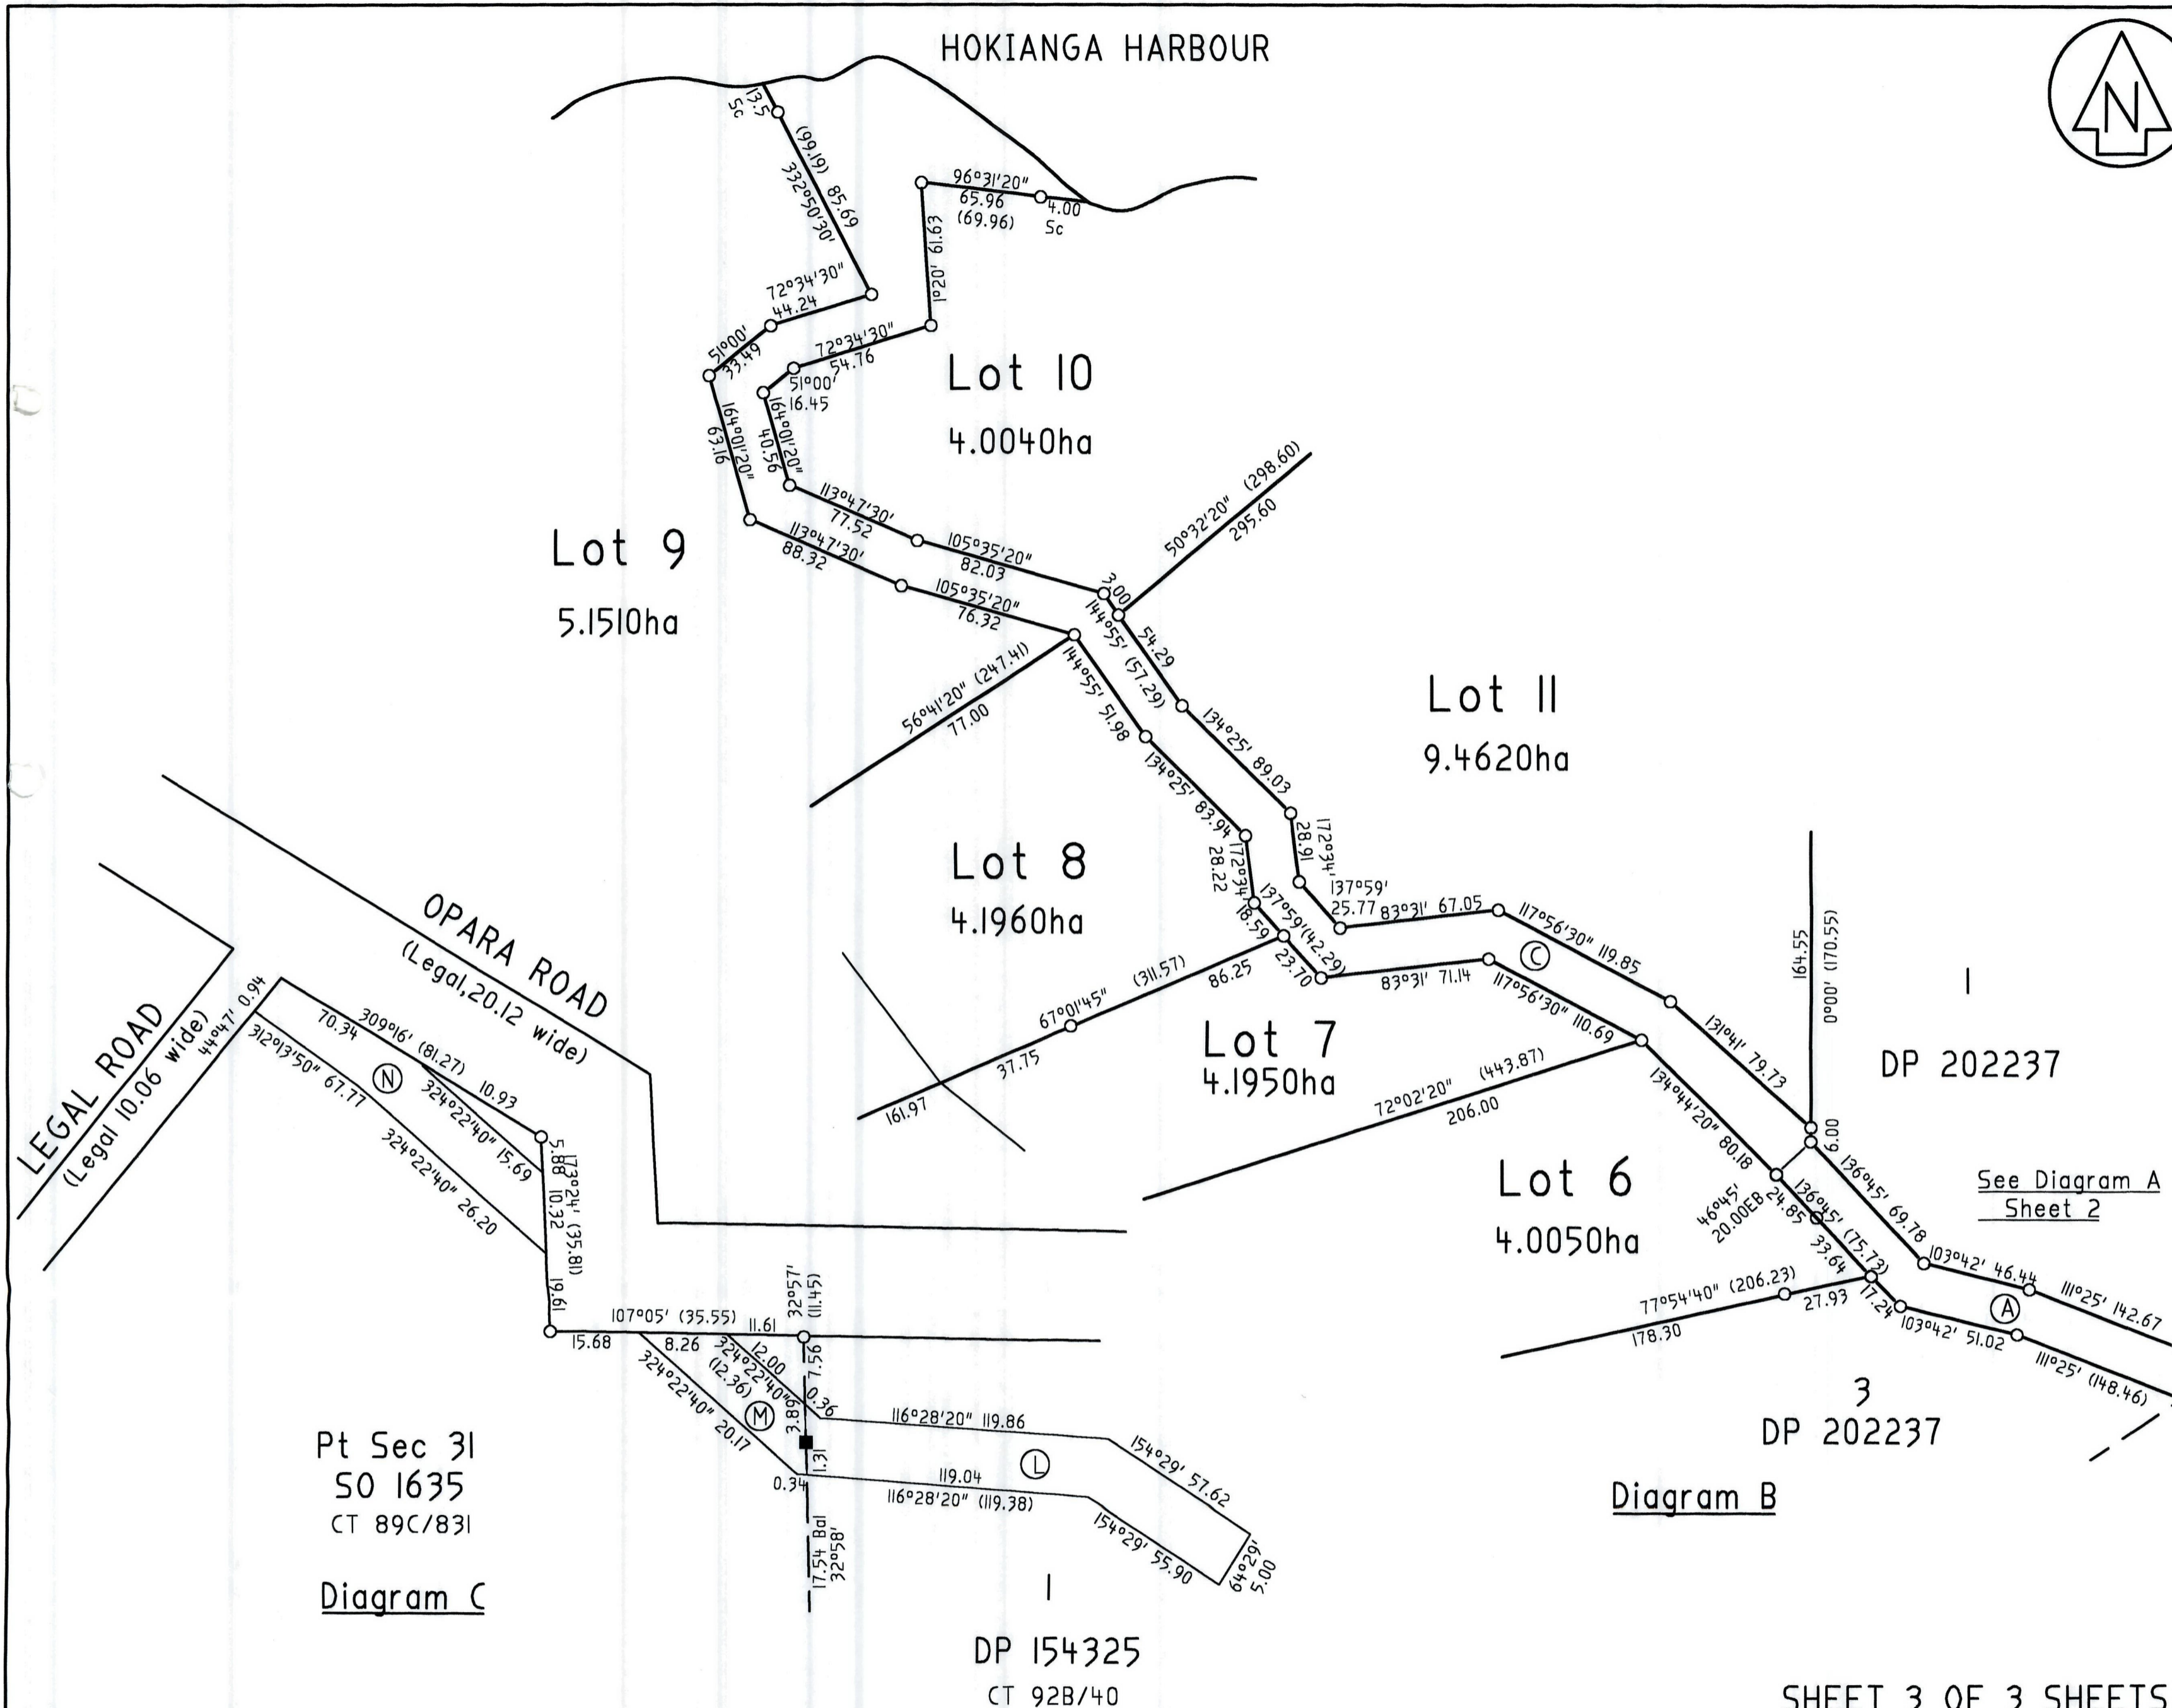 HOKIANGA HARBOUR
N
13.5
Sc
(99.19) 85.69
332°50'30'
96°31'20"
65.96
(69.96)
4.00
Sc
1°20' 61.63
72°34'30"
44.24
51°00'
33.49
72°34'30"
54.76
51°00'
16.45
164°01'20"
63.16
164°01'20"
40.56
Lot 10
4.0040ha
113°47'30'
77.52
113°47'30'
88.32
105°35'20"
82.03
105°35'20"
76.32
Lot 9
5.1510ha
50°32'20" (298.60)
295.60
3.00
54.29
144°55' (57.29)
144°55' 51.98
56°41'20" (247.41)
77.00
Lot 11
9.4620ha
134°25' 89.03
134°25' 83.94
172°34'
28.91
172°34'
28.22
137°59'
25.77
137°59' (42.29)
18.59
23.70
83°31' 67.05
83°31' 71.14
117°56'30" 119.85
117°56'30" 110.69
C
Lot 8
4.1960ha
67°01'45" (311.57)
86.25
37.75
161.97
Lot 7
4.1950ha
72°02'20" (443.87)
206.00
131°41' 79.73
134°44'20" 80.18
164.55
0°00' (170.55)
6.00
1
DP 202237
See Diagram A
Sheet 2
Lot 6
4.0050ha
46°45'
20.00EB
136°45' 69.78
136°45' (75.73)
24.85
33.64
17.24
103°42' 46.44
103°42' 51.02
A
111°25' 142.67
111°25' (148.46)
77°54'40" (206.23)
27.93
178.30
3
DP 202237
Diagram B
OPARA ROAD
(Legal,20.12 wide)
LEGAL ROAD
(Legal 10.06 wide)
44°47' 0.94
309°16' (81.27)
70.34
10.93
312°13'50" 67.77
N
324°22'40" 15.69
324°22'40" 26.20
173°24' (35.81)
5.88
10.32
19.61
107°05' (35.55)
15.68
8.26
11.61
32°57'
(11.45)
7.56
3.89
1.31
12.00
324°22'40"
(12.36)
0.36
324°22'40" 20.17
M
0.34
116°28'20" 119.86
119.04
116°28'20" (119.38)
L
154°29' 57.62
154°29' 55.90
64°29'
5.00
17.54 Bal
32°58'
Pt Sec 31
SO 1635
CT 89C/831
Diagram C
1
DP 154325
CT 92B/40
SHEET 3 OF 3 SHEETS